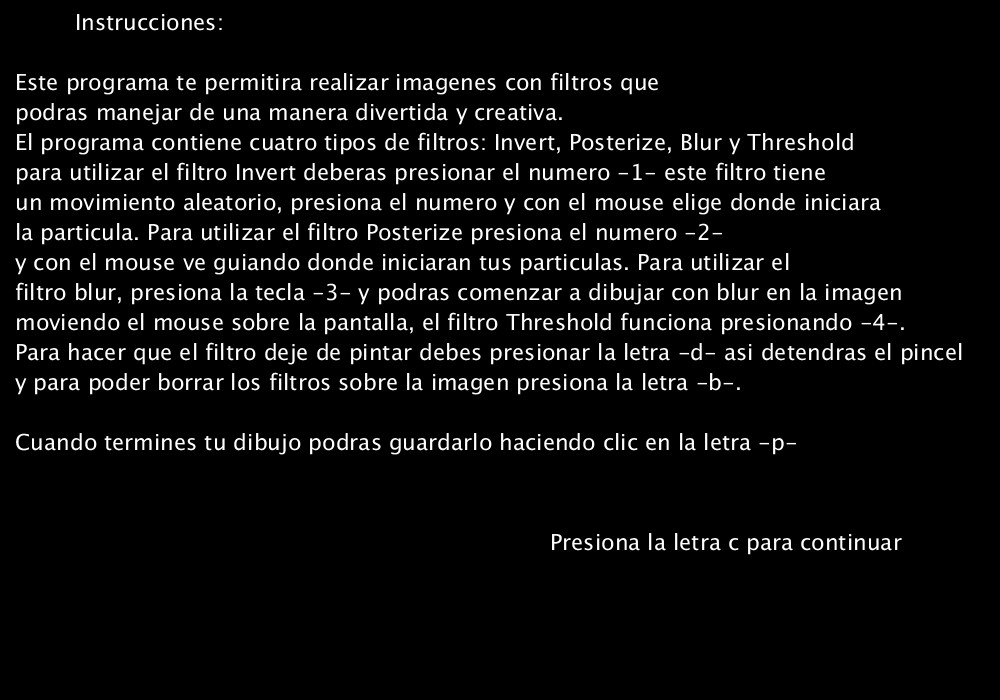 Instrucciones:
Este programa te permitira realizar imagenes con filtros que
podras manejar de una manera divertida y creativa.
El programa contiene cuatro tipos de filtros: Invert, Posterize, Blur y Threshold
para utilizar el filtro Invert deberas presionar el numero -1- este filtro tiene
un movimiento aleatorio, presiona el numero y con el mouse elige donde iniciara
la particula. Para utilizar el filtro Posterize presiona el numero -2-
y con el mouse ve guiando donde iniciaran tus particulas. Para utilizar el
filtro blur, presiona la tecla -3- y podras comenzar a dibujar con blur en la imagen
moviendo el mouse sobre la pantalla, el filtro Threshold funciona presionando -4-.
Para hacer que el filtro deje de pintar debes presionar la letra -d- asi detendras el pincel
y para poder borrar los filtros sobre la imagen presiona la letra -b-.
Cuando termines tu dibujo podras guardarlo haciendo clic en la letra -p-
Presiona la letra c para continuar